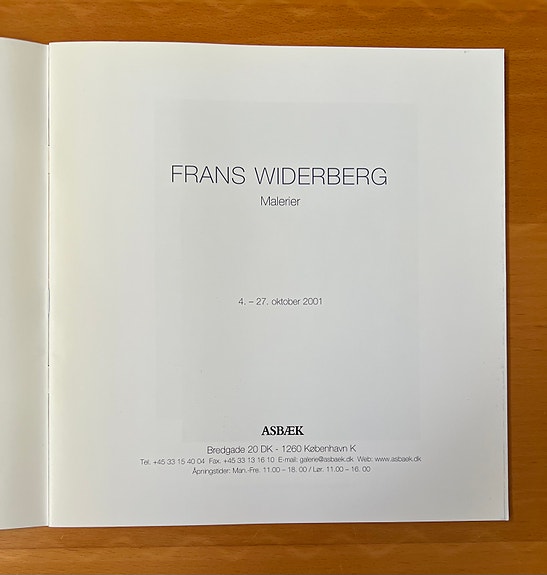 FRANS WIDERBERG
Malerier
4. – 27. oktober 2001
ASBÆK
Bredgade 20 DK - 1260 København K
Tel. +45 33 15 40 04 Fax. +45 33 13 16 10 E-mail: galerie@asbaek.dk Web: www.asbaek.dk
Åpningstider: Man.-Fre. 11.00 – 18. 00 / Lør. 11.00 – 16. 00